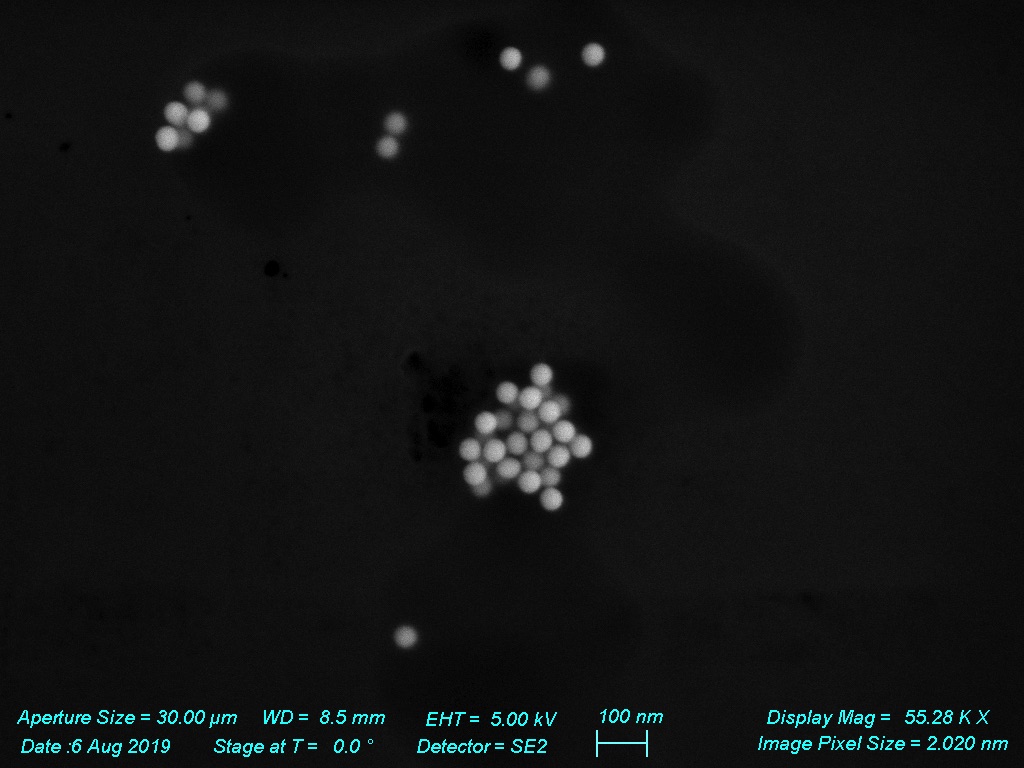 Aperture Size = 30.00 µm WD = 8.5 mm EHT = 5.00 kV 100 nm Display Mag = 55.28 K X
Date :6 Aug 2019 Stage at T = 0.0 ° Detector = SE2 Image Pixel Size = 2.020 nm